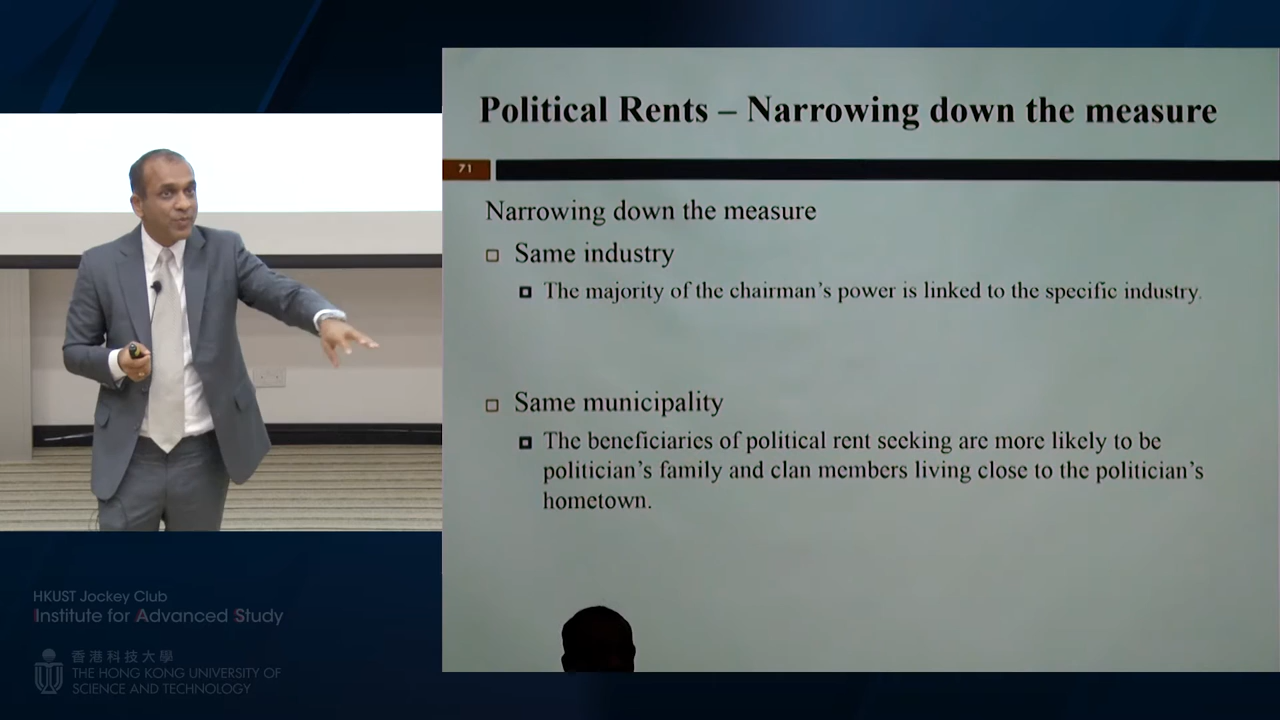 Political Rents – Narrowing down the measure
71
Narrowing down the measure
Same industry
The majority of the chairman's power is linked to the specific industry.
Same municipality
The beneficiaries of political rent seeking are more likely to be
politician's family and clan members living close to the politician's
hometown.
HKUST Jockey Club
Institute for Advanced Study
香港科技大學
THE HONG KONG UNIVERSITY OF
SCIENCE AND TECHNOLOGY